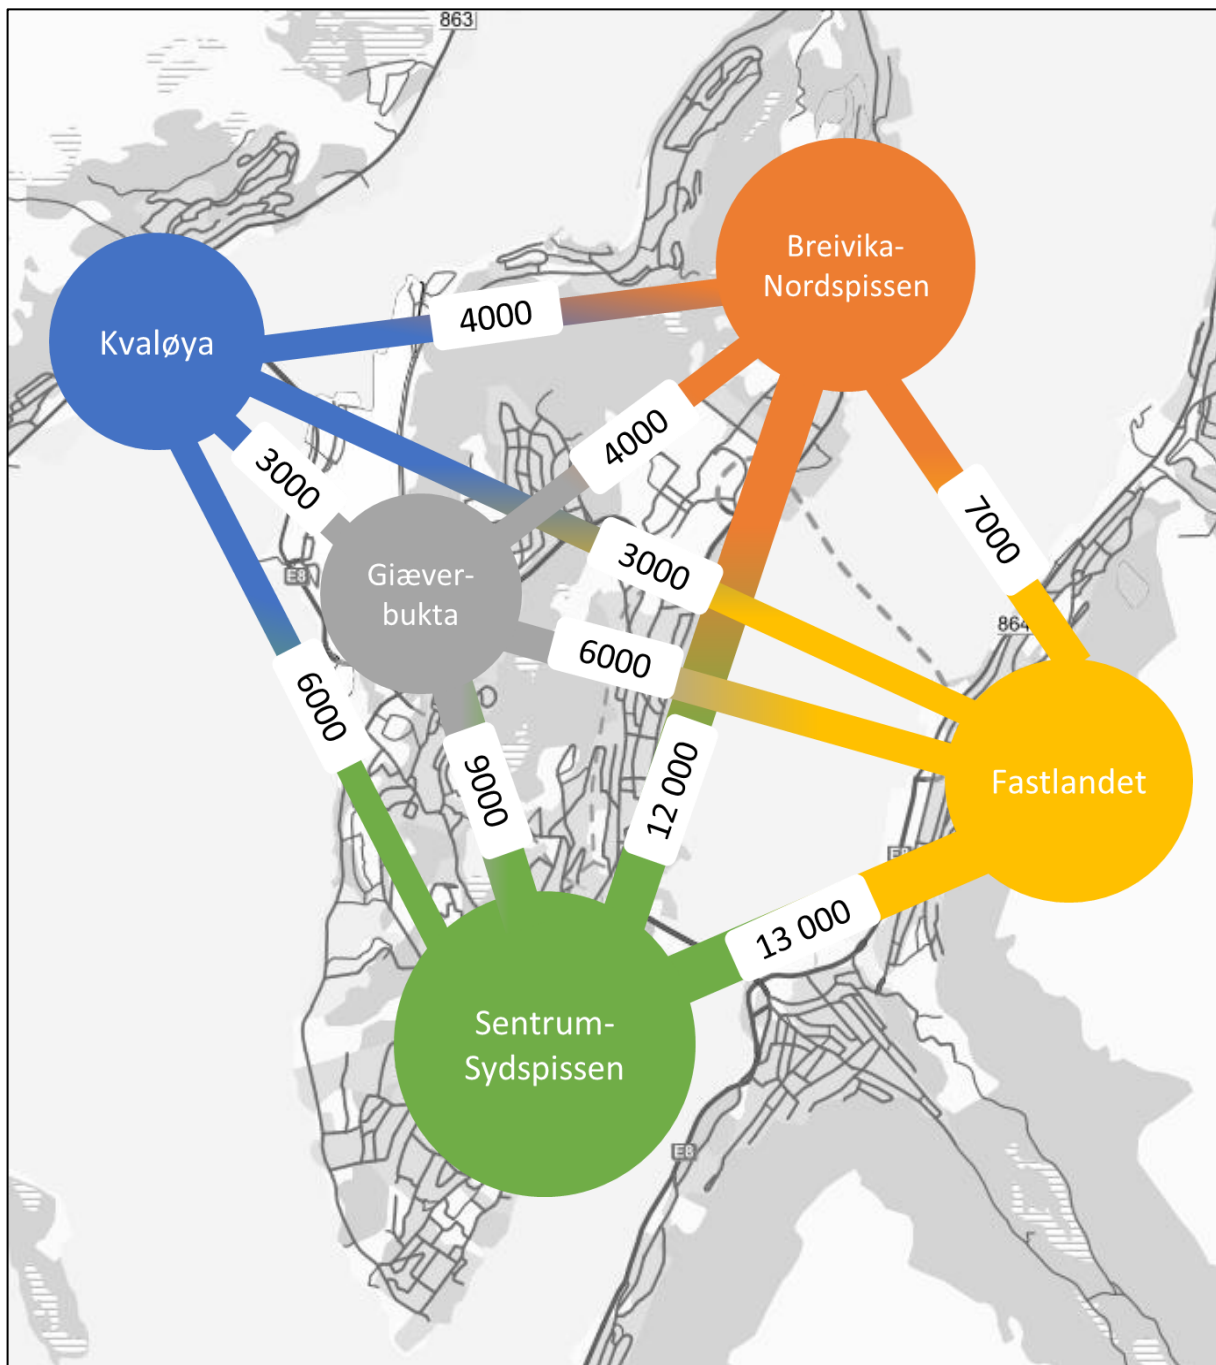 863
Breivika-
Nordspissen
Kvaløya
4000
4000
3000
7000
3000
Giæver-
bukta
E8
864
6000
6000
9000
12 000
Fastlandet
E8
13 000
Sentrum-
Sydspissen
E8